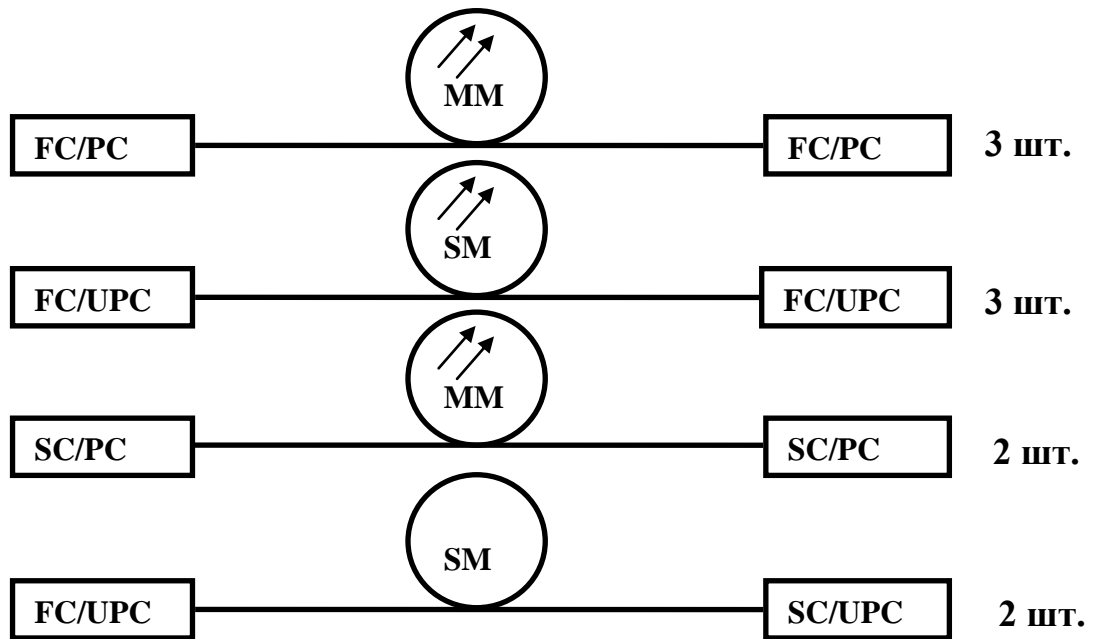 MM
FC/PC FC/PC 3 шт.
SM
FC/UPC FC/UPC 3 шт.
MM
SC/PC SC/PC 2 шт.
SM
FC/UPC SC/UPC 2 шт.